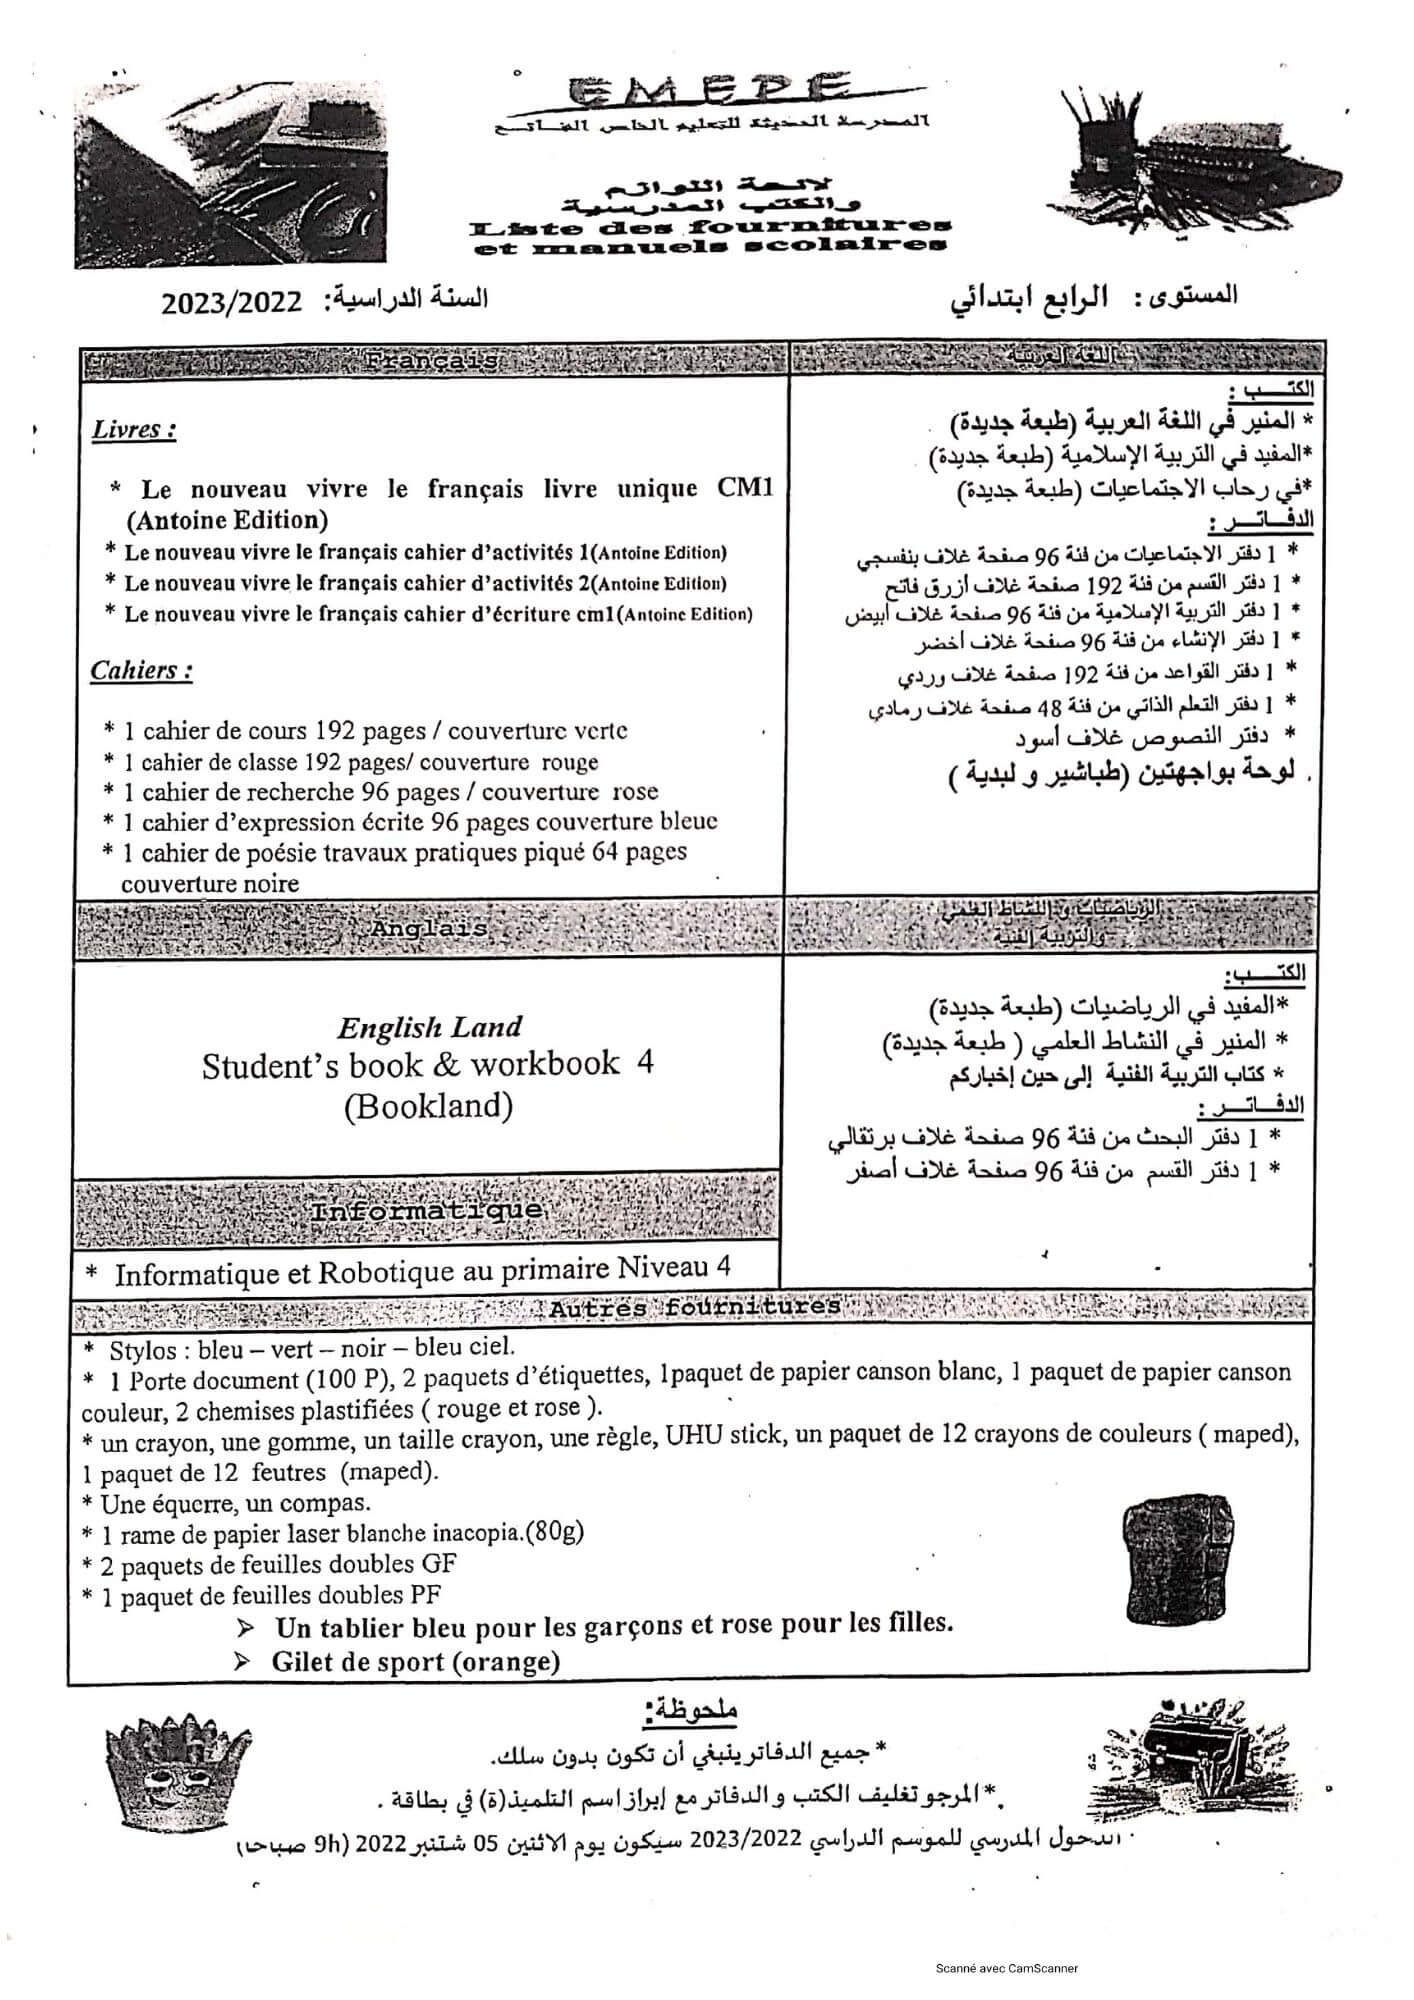 EMEPE
المدرسة الحديثة للتعليم الخاص
لائحة اللوازم
والكتب المدرسية
Liste des fournitures
et manuels scolaires
المستوى : الرابع ابتدائي
السنة الدراسية: 2023/2022
Français
Livres :
* Le nouveau vivre le français livre unique CM1
(Antoine Edition)
* Le nouveau vivre le français cahier d'activités 1(Antoine Edition)
* Le nouveau vivre le français cahier d'activités 2(Antoine Edition)
* Le nouveau vivre le français cahier d'écriture cm1(Antoine Edition)
Cahiers :
* 1 cahier de cours 192 pages / couverture verte
* 1 cahier de classe 192 pages/ couverture rouge
* 1 cahier de recherche 96 pages / couverture rose
* 1 cahier d'expression écrite 96 pages couverture bleue
* 1 cahier de poésie travaux pratiques piqué 64 pages
couverture noire
اللغة العربية
الكتـــب :
* المنير في اللغة العربية (طبعة جديدة)
*المفيد في التربية الإسلامية (طبعة جديدة)
*في رحاب الاجتماعيات (طبعة جديدة)
الدفـاتــر :
* 1 دفتر الاجتماعيات من فئة 96 صفحة غلاف بنفسجي
* 1 دفتر القسم من فئة 192 صفحة غلاف أزرق فاتح
* 1 دفتر التربية الإسلامية من فئة 96 صفحة غلاف أبيض
* 1 دفتر الإنشاء من فئة 96 صفحة غلاف أخضر
* 1 دفتر القواعد من فئة 192 صفحة غلاف وردي
* 1 دفتر التعلم الذاتي من فئة 48 صفحة غلاف رمادي
* دفتر النصوص غلاف أسود
. لوحة بواجهتين (طباشير و لبدية )
Anglais
English Land
Student's book & workbook 4
(Bookland)
الرياضيات و النشاط العلمي
والتربية الفنية
الكتـــب:
*المفيد في الرياضيات (طبعة جديدة)
* المنير في النشاط العلمي ( طبعة جديدة)
* كتاب التربية الفنية إلى حين إخباركم
الدفـاتــر :
* 1 دفتر البحث من فئة 96 صفحة غلاف برتقالي
* 1 دفتر القسم من فئة 96 صفحة غلاف أصفر
Informatique
* Informatique et Robotique au primaire Niveau 4
Autres fournitures
* Stylos : bleu – vert – noir – bleu ciel.
* 1 Porte document (100 P), 2 paquets d'étiquettes, 1paquet de papier canson blanc, 1 paquet de papier canson
couleur, 2 chemises plastifiées ( rouge et rose ).
* un crayon, une gomme, un taille crayon, une règle, UHU stick, un paquet de 12 crayons de couleurs ( maped),
1 paquet de 12 feutres (maped).
* Une équerre, un compas.
* 1 rame de papier laser blanche inacopia.(80g)
* 2 paquets de feuilles doubles GF
* 1 paquet de feuilles doubles PF
➢ Un tablier bleu pour les garçons et rose pour les filles.
➢ Gilet de sport (orange)
ملحوظة:
*جميع الدفاتر ينبغي أن تكون بدون سلك.
*المرجو تغليف الكتب والدفاتر مع إبراز اسم التلميذ(ة) في بطاقة .
الدخول المدرسي للموسم الدراسي 2023/2022 سيكون يوم الاثنين 05 شتنبر 2022 (9h صباحا)
Scanné avec CamScanner